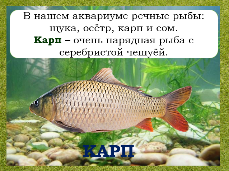 В нашем аквариуме речные рыбы:
щука, осётр, карп и сом.
Карп – очень нарядная рыба с
серебристой чешуёй.
КАРП